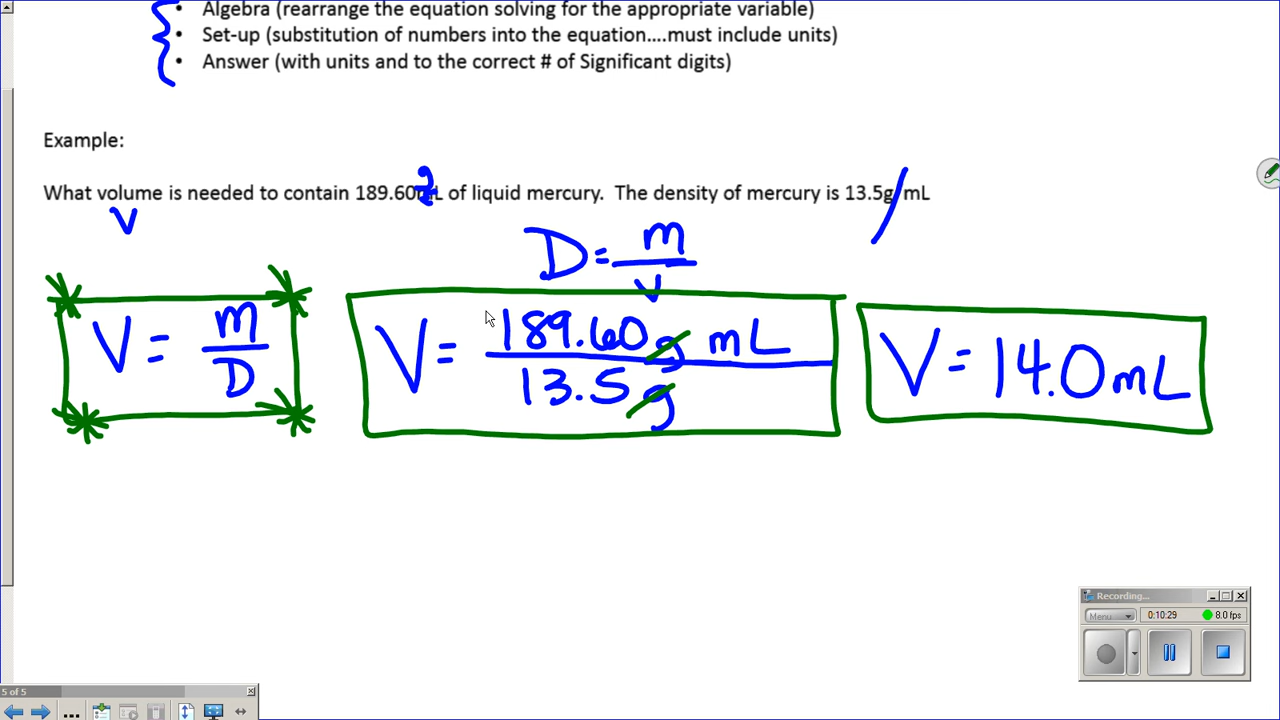 • Algebra (rearrange the equation solving for the appropriate variable)
• Set-up (substitution of numbers into the equation....must include units)
• Answer (with units and to the correct # of Significant digits)
Example:
What volume is needed to contain 189.60 g of liquid mercury. The density of mercury is 13.5g/mL
V
D = m
V
V = m
D
V = 189.60 g mL
13.5 g
V = 14.0 mL
Recording...
Menu
0:10:29
8.0 fps
5 of 5